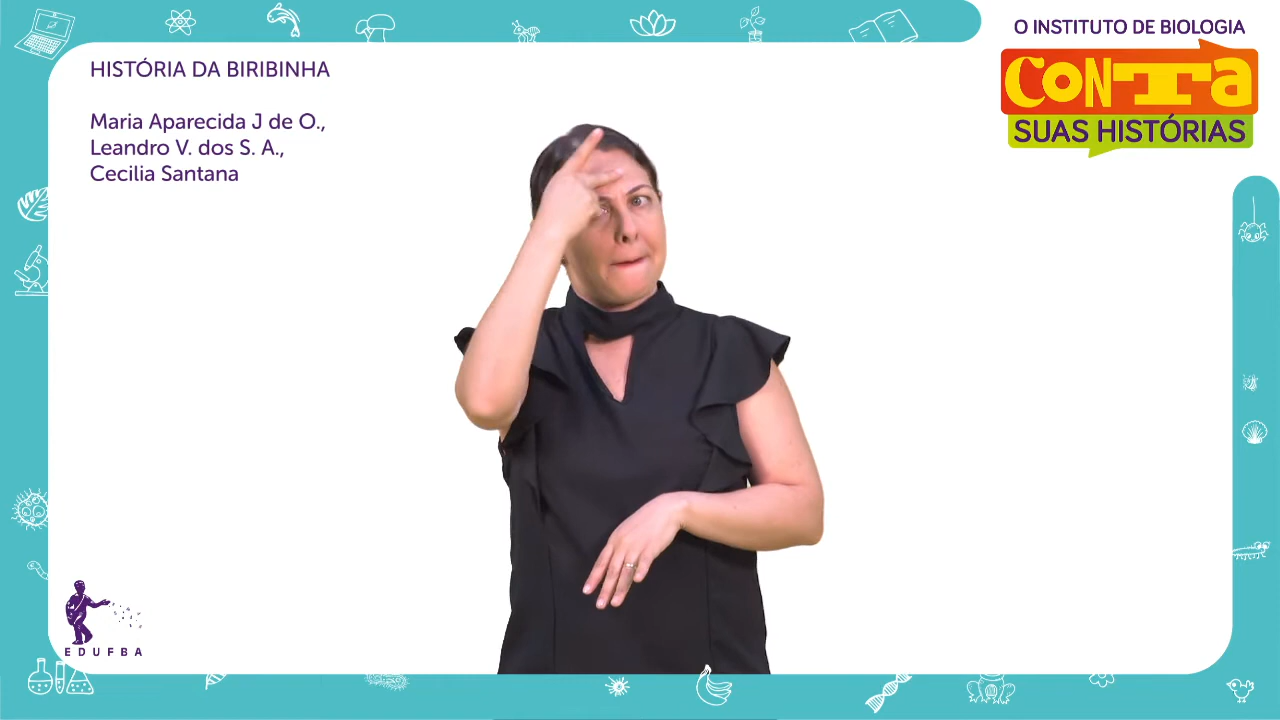 HISTÓRIA DA BIRIBINHA
Maria Aparecida J de O.,
Leandro V. dos S. A.,
Cecilia Santana
O INSTITUTO DE BIOLOGIA
CONTA
SUAS HISTÓRIAS
EDUFBA